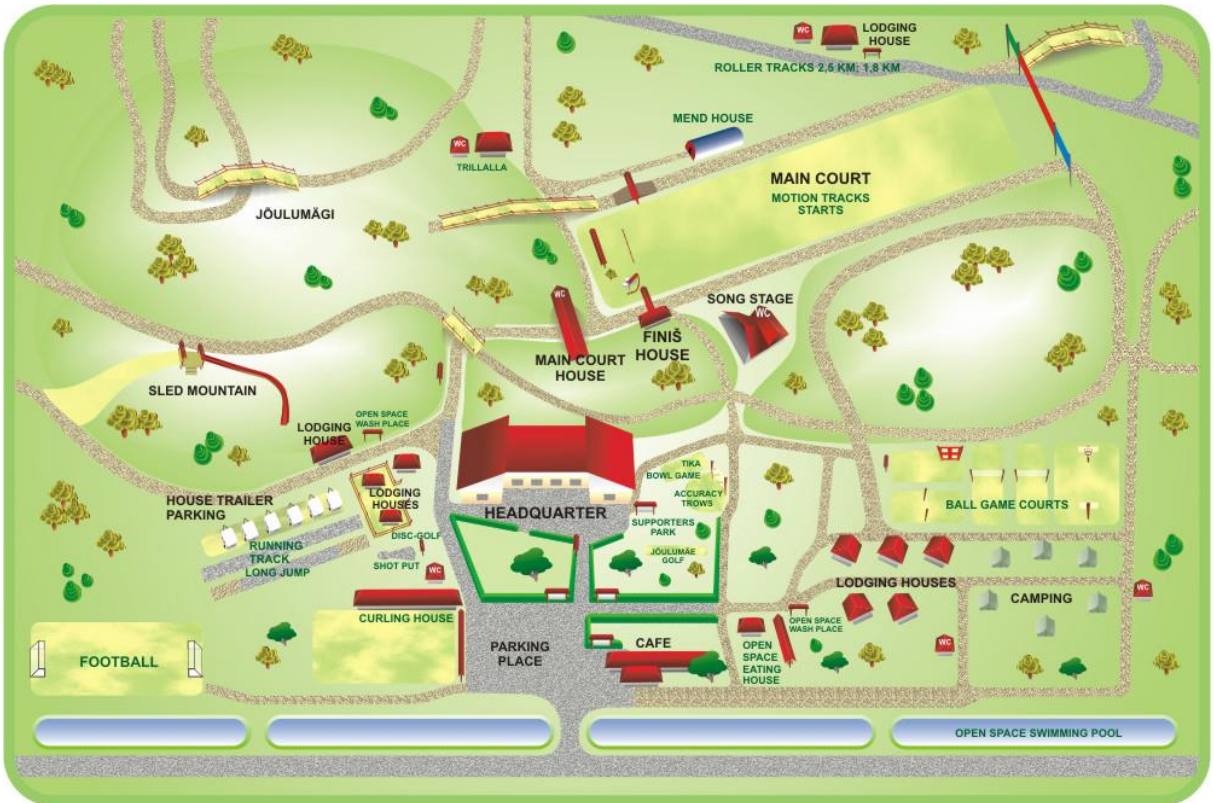 WC
LODGING
HOUSE
ROLLER TRACKS 2,5 KM; 1,8 KM
MEND HOUSE
WC
TRILLALLA
MAIN COURT
MOTION TRACKS
STARTS
JÕULUMÄGI
WC
SONG STAGE
WC
FINIŠ
HOUSE
MAIN COURT
HOUSE
SLED MOUNTAIN
OPEN SPACE
WASH PLACE
LODGING
HOUSE
TIKA
BOWL GAME
ACCURACY
TROWS
HOUSE TRAILER
PARKING
LODGING
HOUSES
HEADQUARTER
BALL GAME COURTS
SUPPORTERS
PARK
DISC-GOLF
RUNNING
TRACK
LONG JUMP
SHOT PUT
JÕULUMÄE
GOLF
WC
LODGING HOUSES
WC
CAMPING
CURLING HOUSE
OPEN SPACE
WASH PLACE
PARKING
PLACE
CAFE
OPEN
SPACE
EATING
HOUSE
WC
FOOTBALL
OPEN SPACE SWIMMING POOL